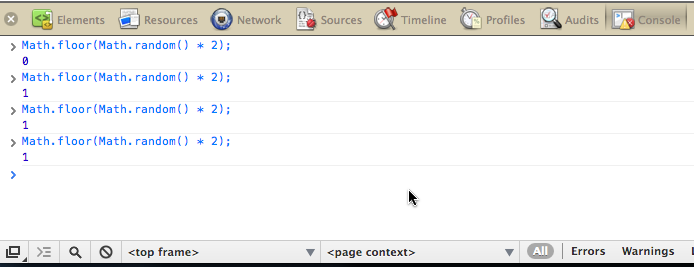 Elements Resources Network Sources Timeline Profiles Audits Console
> Math.floor(Math.random() * 2);
0
> Math.floor(Math.random() * 2);
1
> Math.floor(Math.random() * 2);
1
> Math.floor(Math.random() * 2);
1
>
<top frame> <page context> All Errors Warnings